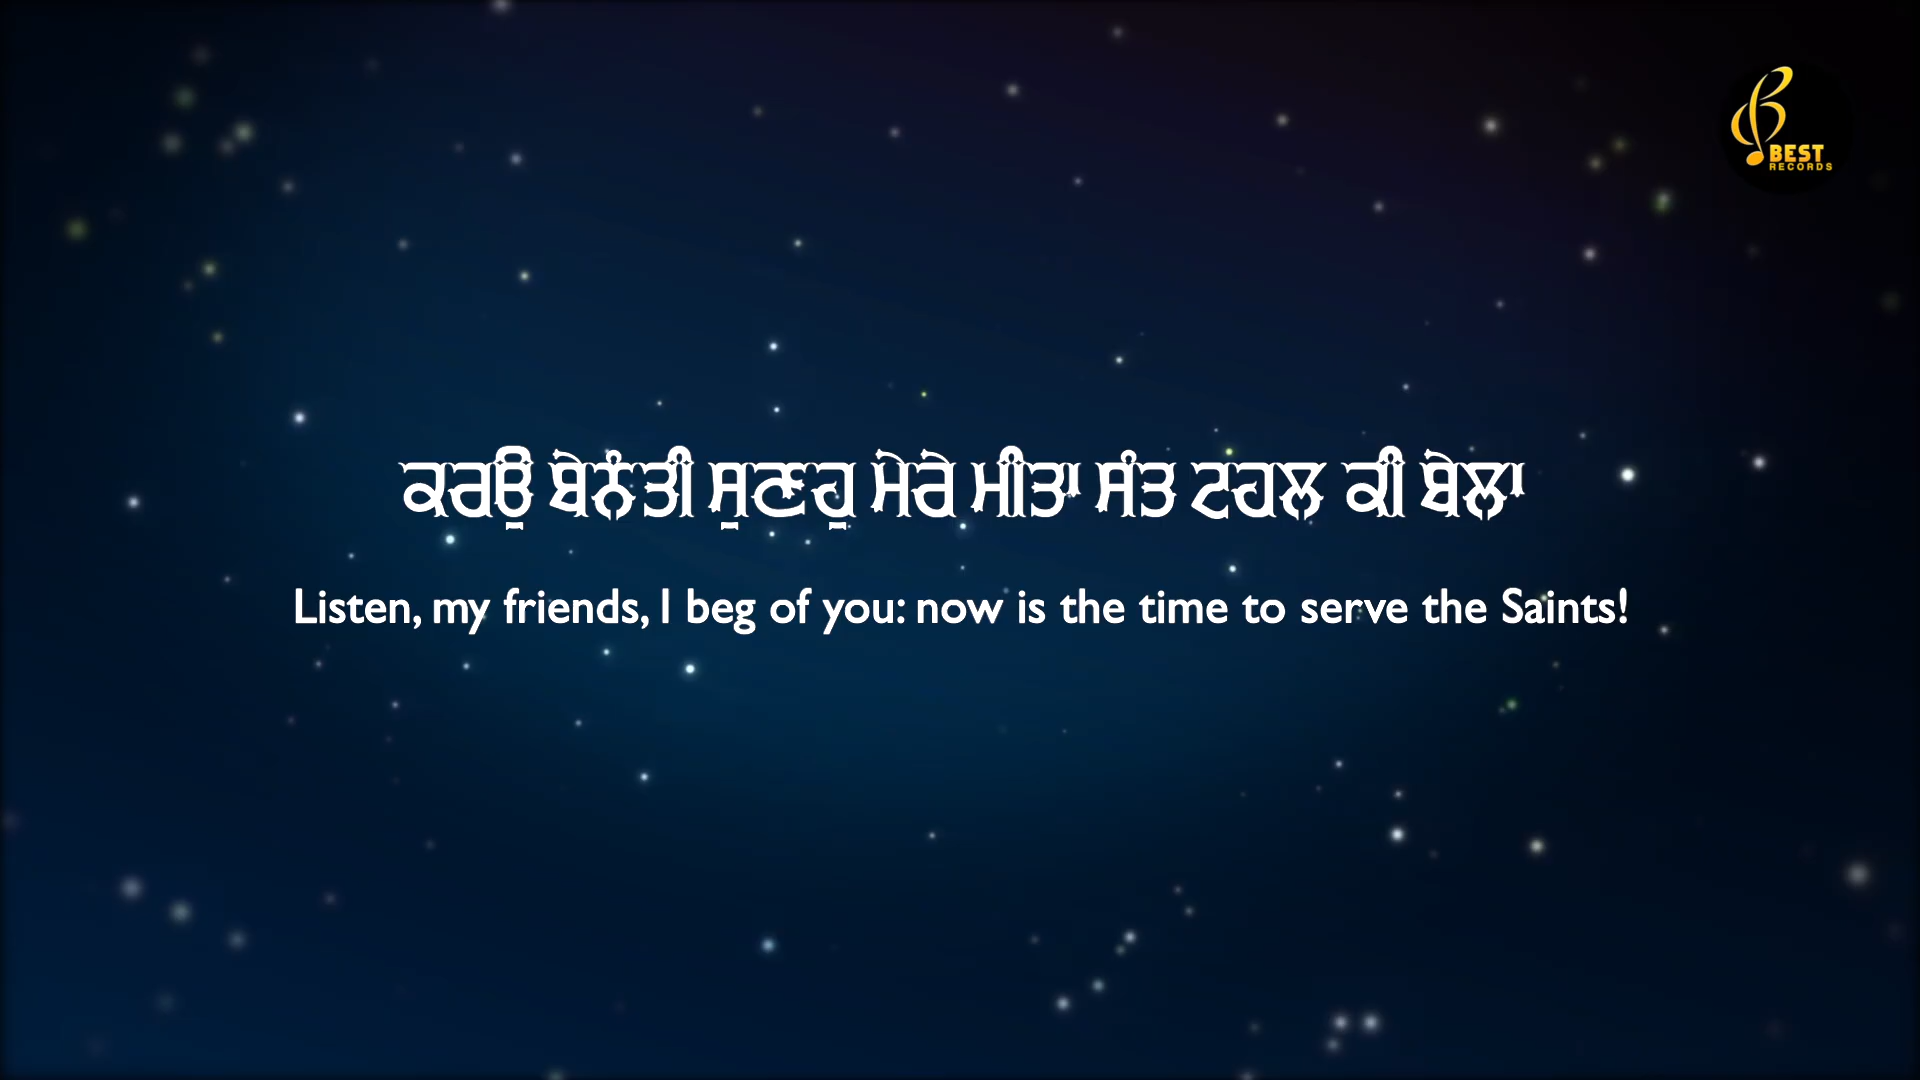 BEST
RECORDS
ਕਰਉ ਬੇਨੰਤੀ ਸੁਣਹੁ ਮੇਰੇ ਮੀਤਾ ਸੰਤ ਟਹਲ ਕੀ ਬੇਲਾ
Listen, my friends, I beg of you: now is the time to serve the Saints!